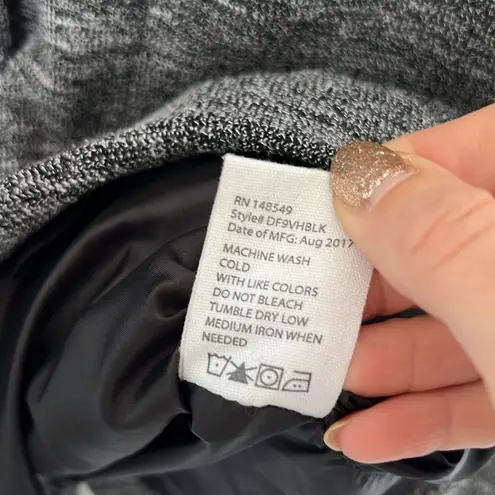 RN 148549
Style# DF9VHBLK
Date of MFG: Aug 2017
MACHINE WASH
COLD
WITH LIKE COLORS
DO NOT BLEACH
TUMBLE DRY LOW
MEDIUM IRON WHEN
NEEDED